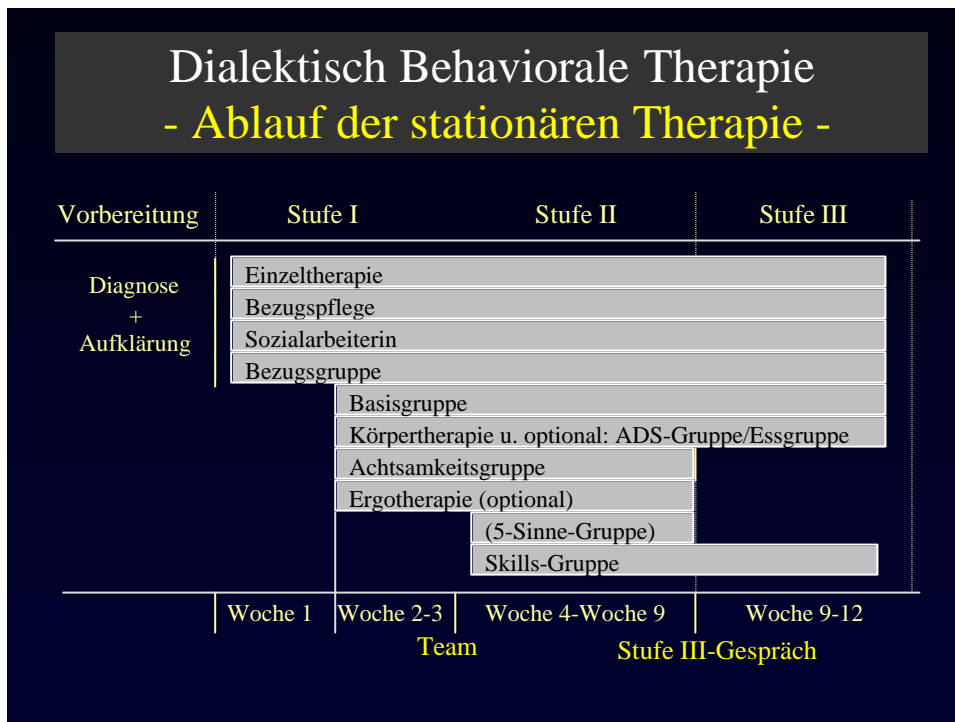 Dialektisch Behaviorale Therapie
- Ablauf der stationären Therapie -
Vorbereitung Stufe I Stufe II Stufe III
Diagnose
+
Aufklärung
Einzeltherapie
Bezugspflege
Sozialarbeiterin
Bezugsgruppe
Basisgruppe
Körpertherapie u. optional: ADS-Gruppe/Essgruppe
Achtsamkeitsgruppe
Ergotherapie (optional)
(5-Sinne-Gruppe)
Skills-Gruppe
Woche 1 Woche 2-3 Woche 4-Woche 9 Woche 9-12
Team Stufe III-Gespräch